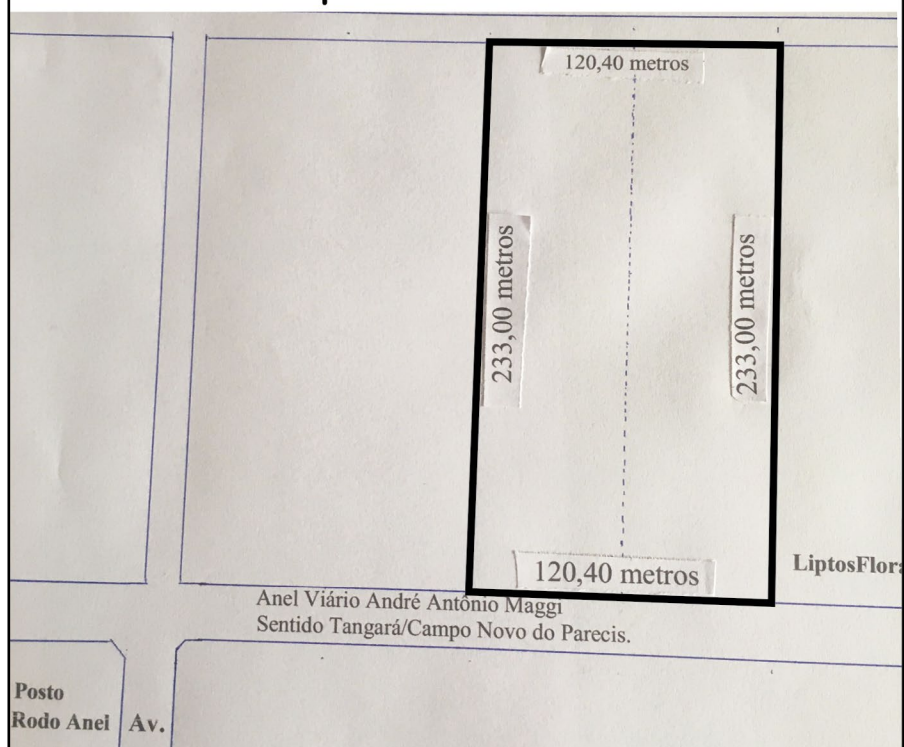 120,40 metros
233,00 metros
233,00 metros
120,40 metros
Anel Viário André Antônio Maggi
Sentido Tangará/Campo Novo do Parecis.
Posto
Rodo Anel
Av.